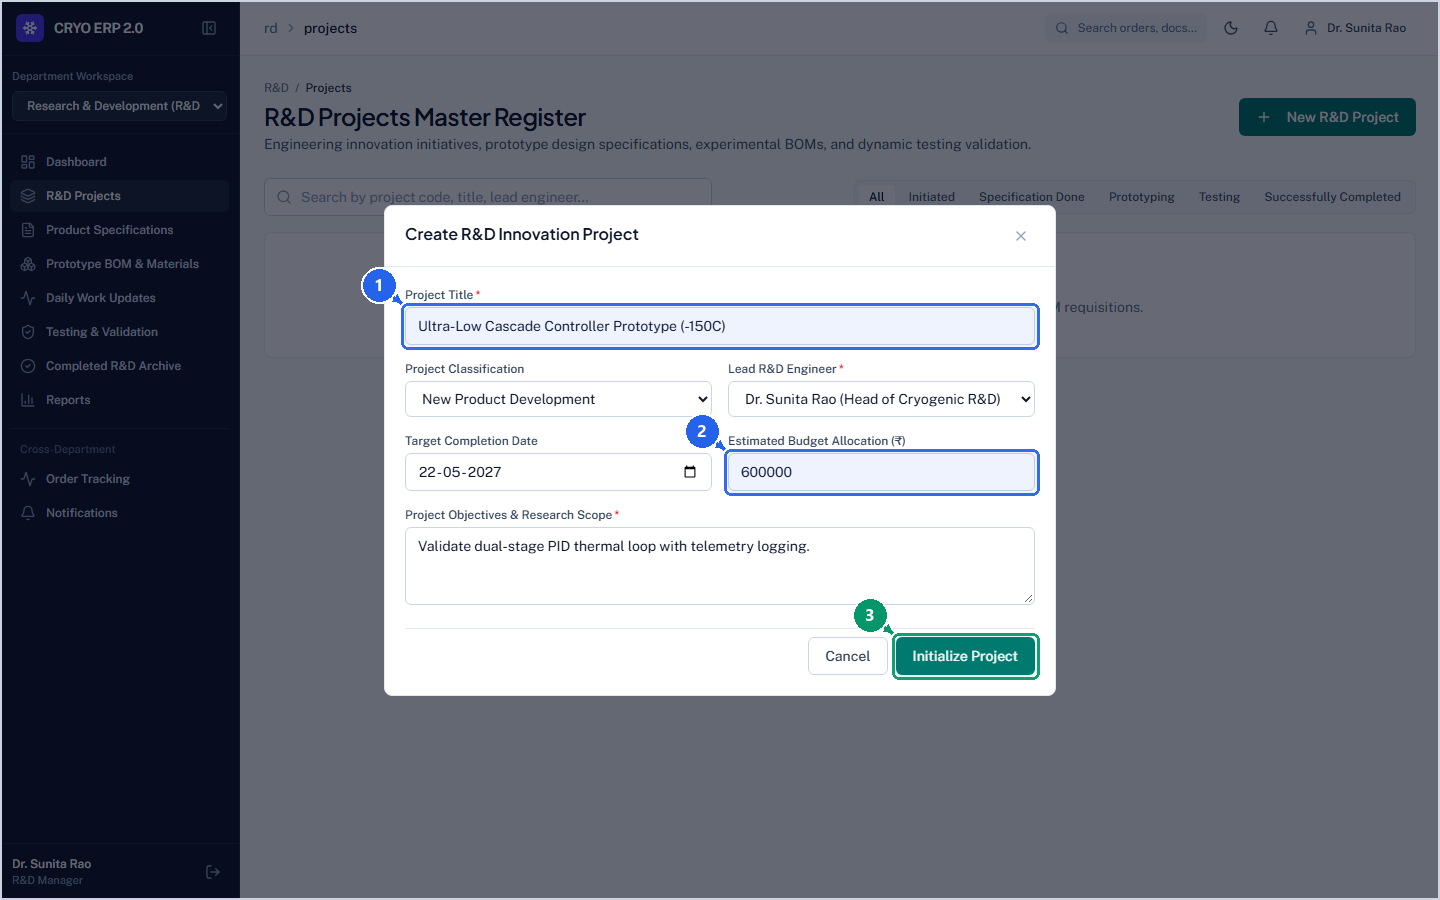 CRYO ERP 2.0
rd > projects
Search orders, docs...
Dr. Sunita Rao
Department Workspace
Research & Development (R&D
Dashboard
R&D Projects
Product Specifications
Prototype BOM & Materials
Daily Work Updates
Testing & Validation
Completed R&D Archive
Reports
Cross-Department
Order Tracking
Notifications
Dr. Sunita Rao
R&D Manager
R&D / Projects
R&D Projects Master Register
Engineering innovation initiatives, prototype design specifications, experimental BOMs, and dynamic testing validation.
+ New R&D Project
Search by project code, title, lead engineer...
All Initiated Specification Done Prototyping Testing Successfully Completed
requisitions.
Create R&D Innovation Project
1
Project Title *
Ultra-Low Cascade Controller Prototype (-150C)
Project Classification
New Product Development
Lead R&D Engineer *
Dr. Sunita Rao (Head of Cryogenic R&D)
Target Completion Date
22-05-2027
2
Estimated Budget Allocation (₹)
600000
Project Objectives & Research Scope *
Validate dual-stage PID thermal loop with telemetry logging.
3
Cancel
Initialize Project